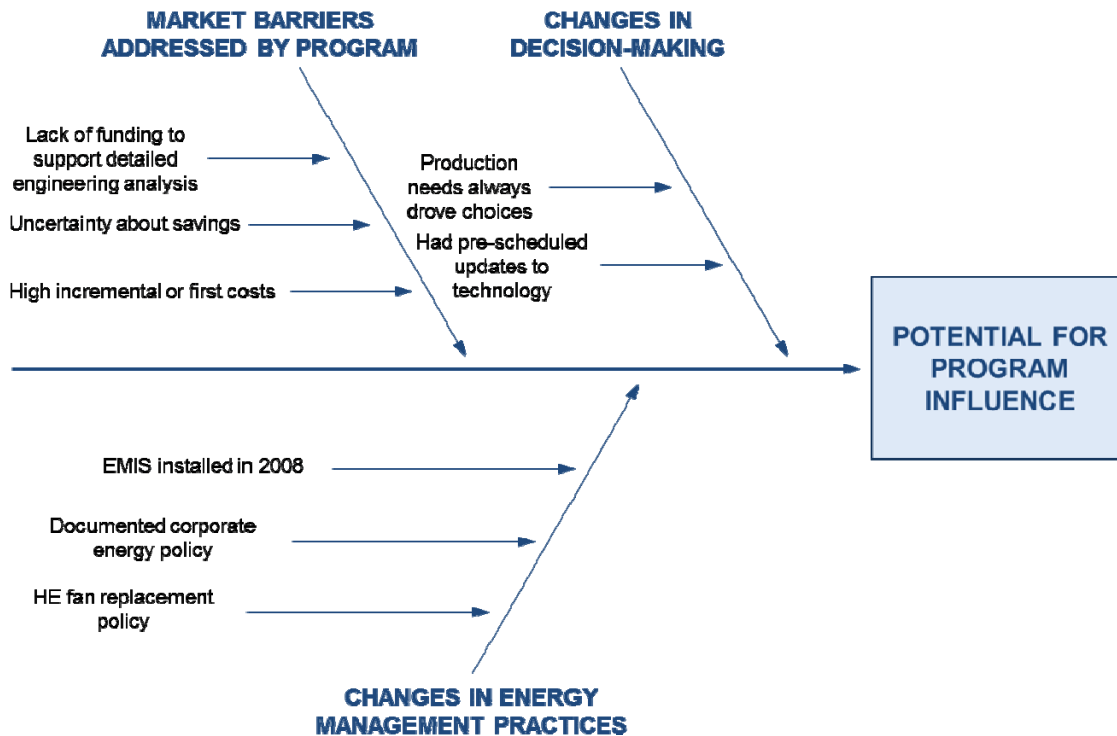 MARKET BARRIERS
ADDRESSED BY PROGRAM
CHANGES IN
DECISION-MAKING
Lack of funding to
support detailed
engineering analysis
Uncertainty about savings
High incremental or first costs
Production
needs always
drove choices
Had pre-scheduled
updates to
technology
POTENTIAL FOR
PROGRAM
INFLUENCE
EMIS installed in 2008
Documented corporate
energy policy
HE fan replacement
policy
CHANGES IN ENERGY
MANAGEMENT PRACTICES